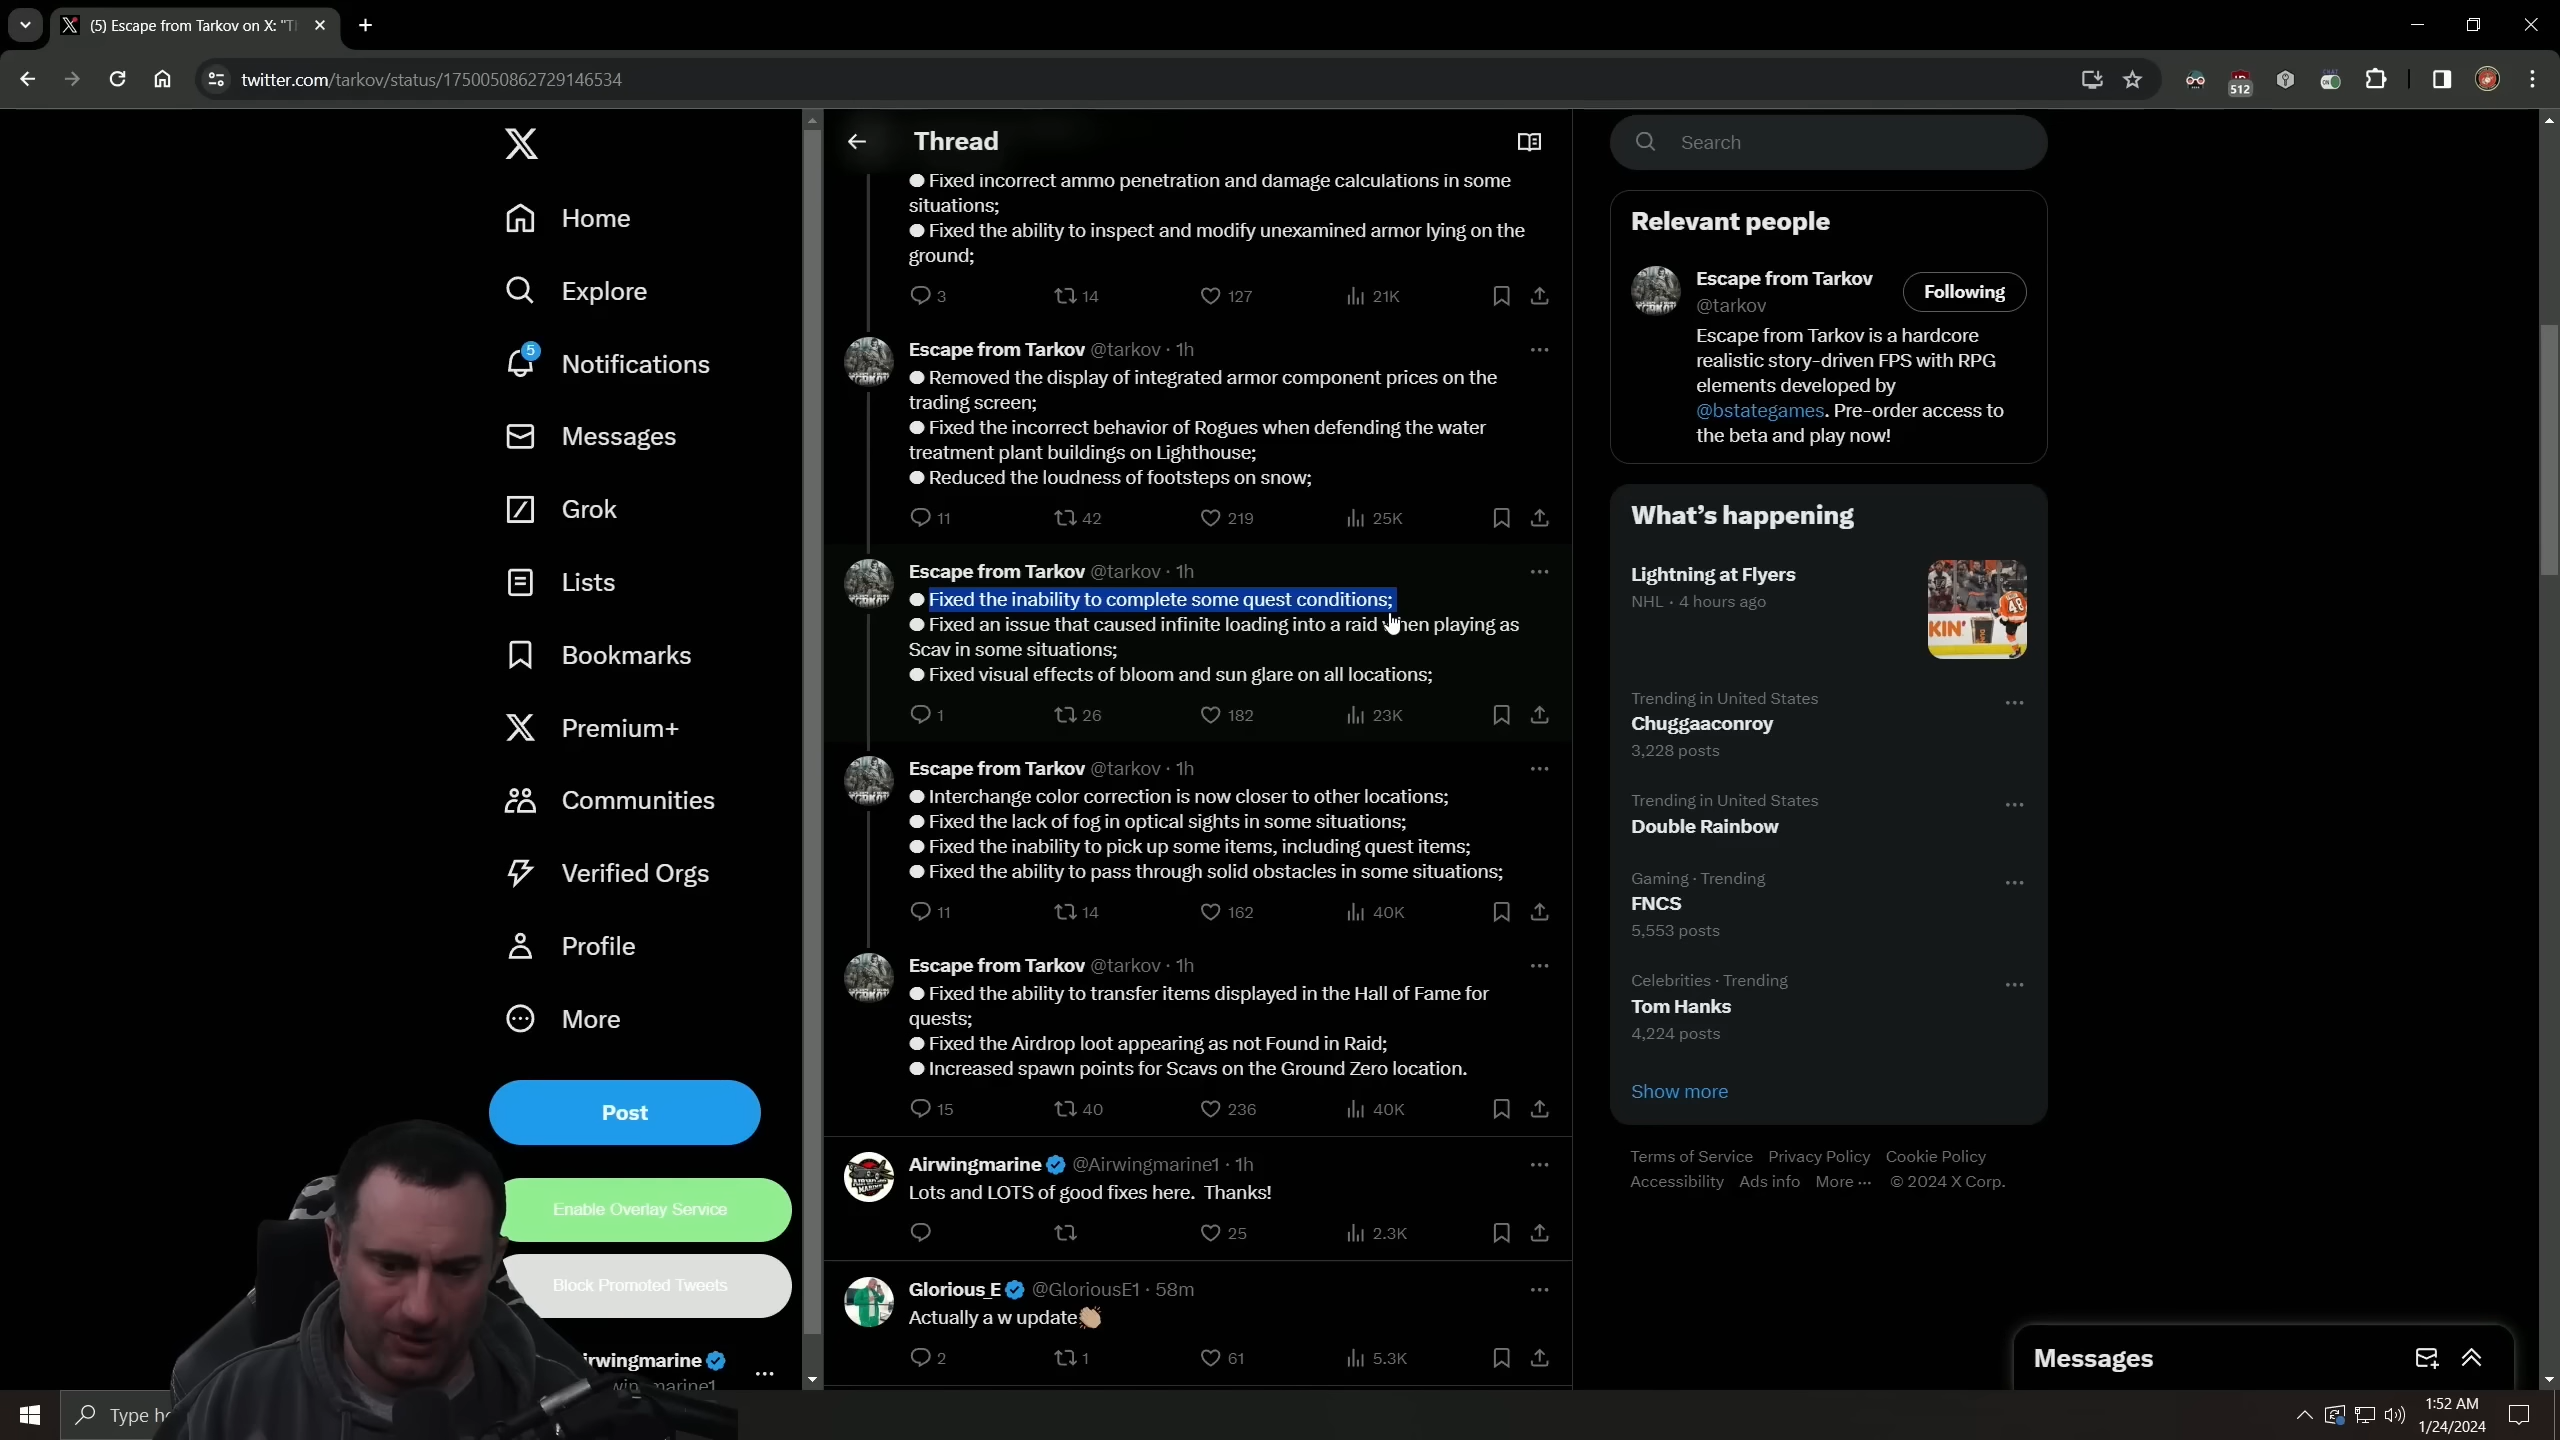 (5) Escape from Tarkov on X: "Th
twitter.com/tarkov/status/1750050862729146534
512
Home
Explore
5
Notifications
Messages
Grok
Lists
Bookmarks
Premium+
Communities
Verified Orgs
Profile
More
Post
Enable Overlay Service
Block Promoted Tweets
irwingmarine
Thread
● Fixed incorrect ammo penetration and damage calculations in some
situations;
● Fixed the ability to inspect and modify unexamined armor lying on the
ground;
3 14 127 21K
Escape from Tarkov @tarkov · 1h
● Removed the display of integrated armor component prices on the
trading screen;
● Fixed the incorrect behavior of Rogues when defending the water
treatment plant buildings on Lighthouse;
● Reduced the loudness of footsteps on snow;
11 42 219 25K
Escape from Tarkov @tarkov · 1h
● Fixed the inability to complete some quest conditions;
● Fixed an issue that caused infinite loading into a raid when playing as
Scav in some situations;
● Fixed visual effects of bloom and sun glare on all locations;
1 26 182 23K
Escape from Tarkov @tarkov · 1h
● Interchange color correction is now closer to other locations;
● Fixed the lack of fog in optical sights in some situations;
● Fixed the inability to pick up some items, including quest items;
● Fixed the ability to pass through solid obstacles in some situations;
11 14 162 40K
Escape from Tarkov @tarkov · 1h
● Fixed the ability to transfer items displayed in the Hall of Fame for
quests;
● Fixed the Airdrop loot appearing as not Found in Raid;
● Increased spawn points for Scavs on the Ground Zero location.
15 40 236 40K
Airwingmarine @Airwingmarine1 · 1h
Lots and LOTS of good fixes here. Thanks!
25 2.3K
Glorious_E @GloriousE1 · 58m
Actually a w update👏🏼
2 1 61 5.3K
Search
Relevant people
Escape from Tarkov
@tarkov
Following
Escape from Tarkov is a hardcore
realistic story-driven FPS with RPG
elements developed by
@bstategames. Pre-order access to
the beta and play now!
What's happening
Lightning at Flyers
NHL · 4 hours ago
Trending in United States
Chuggaaconroy
3,228 posts
Trending in United States
Double Rainbow
Gaming · Trending
FNCS
5,553 posts
Celebrities · Trending
Tom Hanks
4,224 posts
Show more
Terms of Service Privacy Policy Cookie Policy
Accessibility Ads info More ··· © 2024 X Corp.
Messages
Type he
1:52 AM
1/24/2024